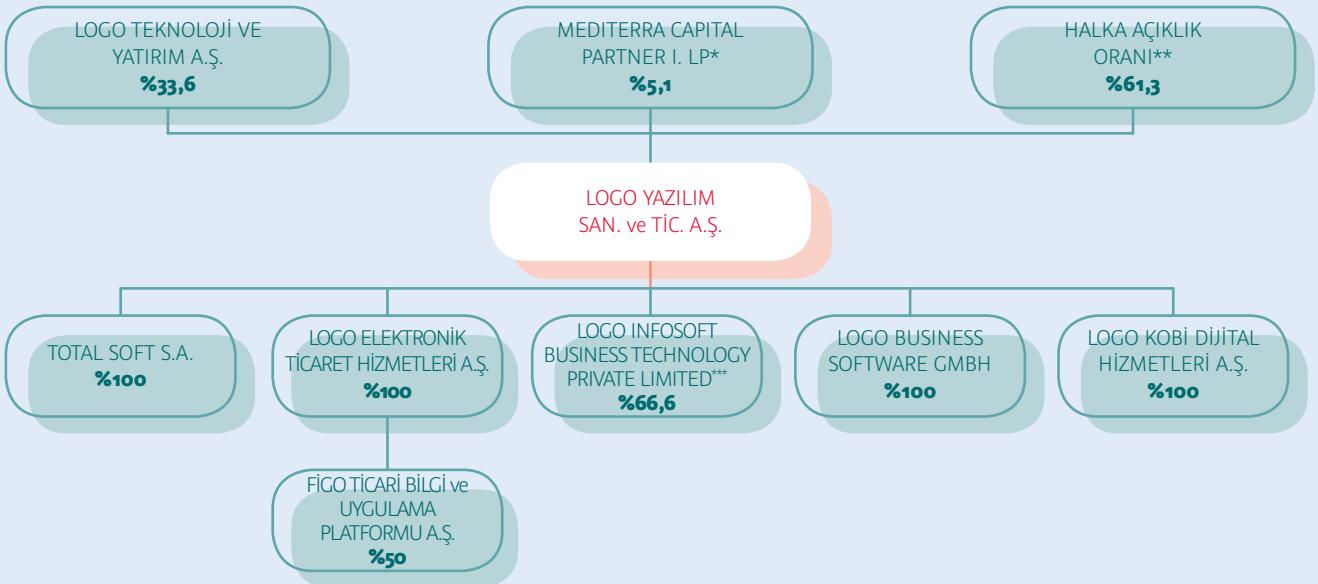 LOGO TEKNOLOJİ VE
YATIRIM A.Ş.
%33,6
MEDITERRA CAPITAL
PARTNER I. LP*
%5,1
HALKA AÇIKLIK
ORANI**
%61,3
LOGO YAZILIM
SAN. ve TİC. A.Ş.
TOTAL SOFT S.A.
%100
LOGO ELEKTRONİK
TİCARET HİZMETLERİ A.Ş.
%100
LOGO INFOSOFT
BUSINESS TECHNOLOGY
PRIVATE LIMITED***
%66,6
LOGO BUSINESS
SOFTWARE GMBH
%100
LOGO KOBİ DİJİTAL
HİZMETLERİ A.Ş.
%100
FİGO TİCARİ BİLGİ ve
UYGULAMA
PLATFORMU A.Ş.
%50